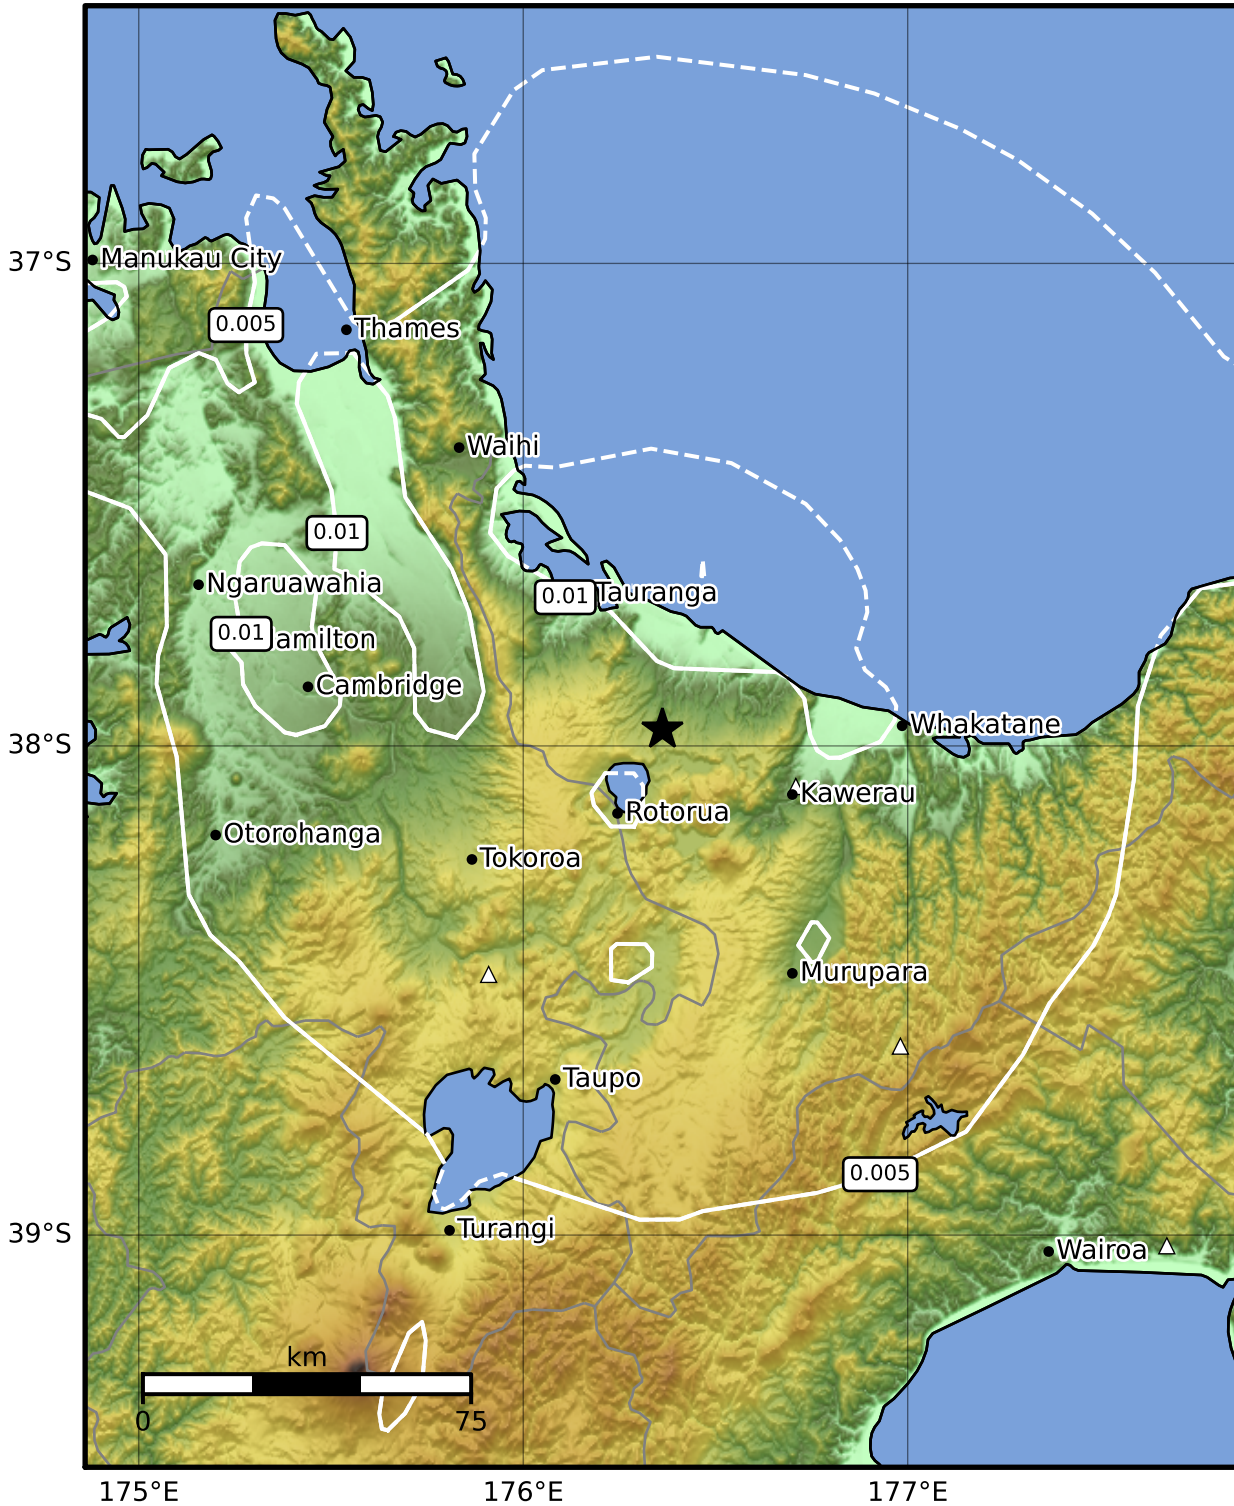 37°S
Manukau City
0.005
Thames
Waihi
0.01
Ngaruawahia
0.01
Tauranga
0.01
amilton
Cambridge
Whakatane
38°S
Kawerau
Rotorua
Otorohanga
Tokoroa
Murupara
Taupo
0.005
39°S
Turangi
Wairoa
km
0
75
175°E
176°E
177°E